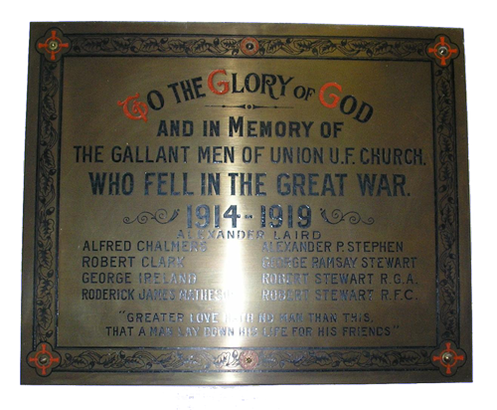 TO THE GLORY OF GOD
AND IN MEMORY OF
THE GALLANT MEN OF UNION U.F. CHURCH.
WHO FELL IN THE GREAT WAR.
1914-1919
ALEXANDER LAIRD
ALFRED CHALMERS ALEXANDER P. STEPHEN
ROBERT CLARK GEORGE RAMSAY STEWART
GEORGE IRELAND ROBERT STEWART R.G.A.
RODERICK JAMES ROBERT STEWART R.F.C.
"GREATER LOVE HATH NO MAN THAN THIS,
THAT A MAN LAY DOWN HIS LIFE FOR HIS FRIENDS"